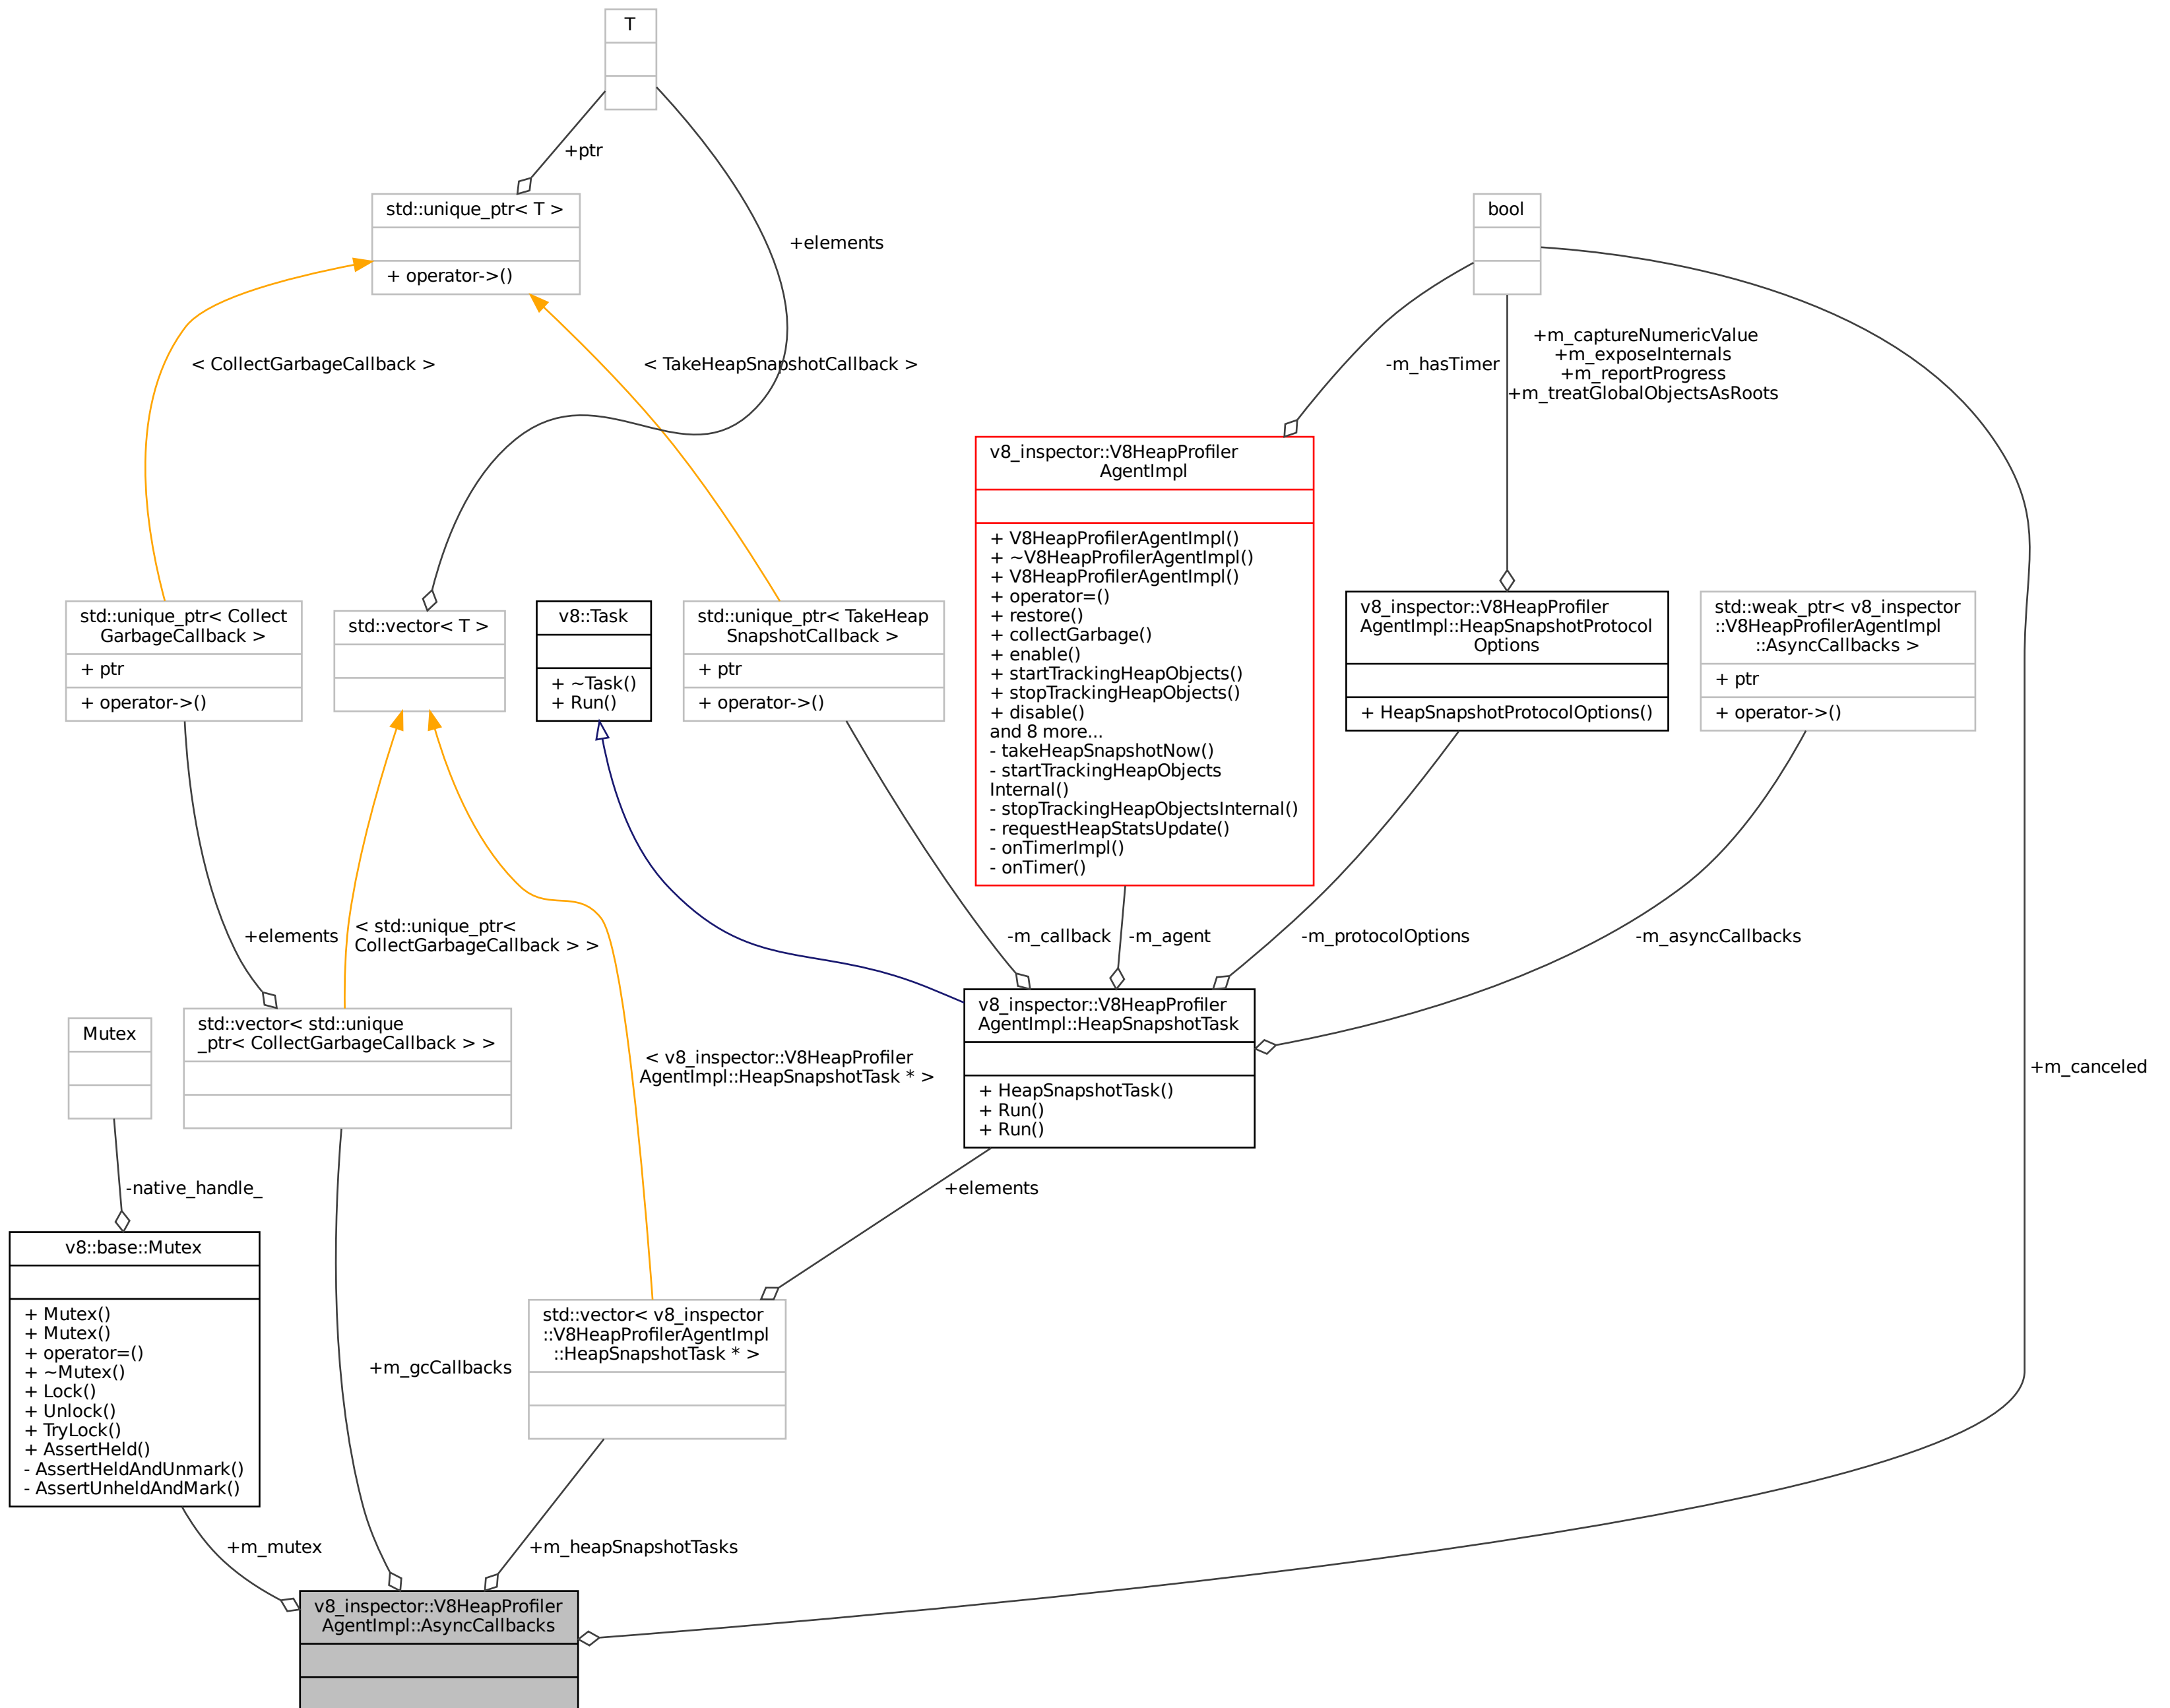 T
+ptr
std::unique_ptr< T >
+ operator->()
+elements
bool
< CollectGarbageCallback >
< TakeHeapSnapshotCallback >
-m_hasTimer
+m_captureNumericValue
+m_exposeInternals
+m_reportProgress
+m_treatGlobalObjectsAsRoots
v8_inspector::V8HeapProfiler
AgentImpl
+ V8HeapProfilerAgentImpl()
+ ~V8HeapProfilerAgentImpl()
+ V8HeapProfilerAgentImpl()
+ operator=()
+ restore()
+ collectGarbage()
+ enable()
+ startTrackingHeapObjects()
+ stopTrackingHeapObjects()
+ disable()
and 8 more...
- takeHeapSnapshotNow()
- startTrackingHeapObjects
Internal()
- stopTrackingHeapObjectsInternal()
- requestHeapStatsUpdate()
- onTimerImpl()
- onTimer()
std::unique_ptr< Collect
GarbageCallback >
+ ptr
+ operator->()
std::vector< T >
v8::Task
+ ~Task()
+ Run()
std::unique_ptr< TakeHeap
SnapshotCallback >
+ ptr
+ operator->()
v8_inspector::V8HeapProfiler
AgentImpl::HeapSnapshotProtocol
Options
+ HeapSnapshotProtocolOptions()
std::weak_ptr< v8_inspector
::V8HeapProfilerAgentImpl
::AsyncCallbacks >
+ ptr
+ operator->()
+elements
< std::unique_ptr<
CollectGarbageCallback > >
-m_callback
-m_agent
-m_protocolOptions
-m_asyncCallbacks
Mutex
std::vector< std::unique
_ptr< CollectGarbageCallback > >
< v8_inspector::V8HeapProfiler
AgentImpl::HeapSnapshotTask * >
v8_inspector::V8HeapProfiler
AgentImpl::HeapSnapshotTask
+ HeapSnapshotTask()
+ Run()
+ Run()
+m_canceled
-native_handle_
+elements
v8::base::Mutex
+ Mutex()
+ Mutex()
+ operator=()
+ ~Mutex()
+ Lock()
+ Unlock()
+ TryLock()
+ AssertHeld()
- AssertHeldAndUnmark()
- AssertUnheldAndMark()
+m_gcCallbacks
std::vector< v8_inspector
::V8HeapProfilerAgentImpl
::HeapSnapshotTask * >
+m_mutex
+m_heapSnapshotTasks
v8_inspector::V8HeapProfiler
AgentImpl::AsyncCallbacks